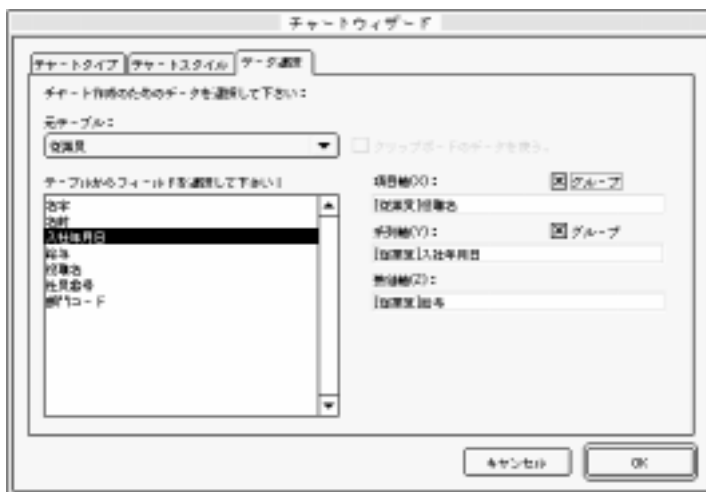 チャートウィザード
チャートタイプ チャートスタイル データ選択
チャート作成のためのデータを選択して下さい：
元テーブル：
従業員
クリップボードのデータを使う。
テーブルからフィールドを選択して下さい：
項目軸(X)： グループ
名字
[従業員]役職名
名前
入社年月日
系列軸(Y)： グループ
給与
[従業員]入社年月日
役職名
数値軸(Z)：
社員番号
[従業員]給与
部門コード
キャンセル OK